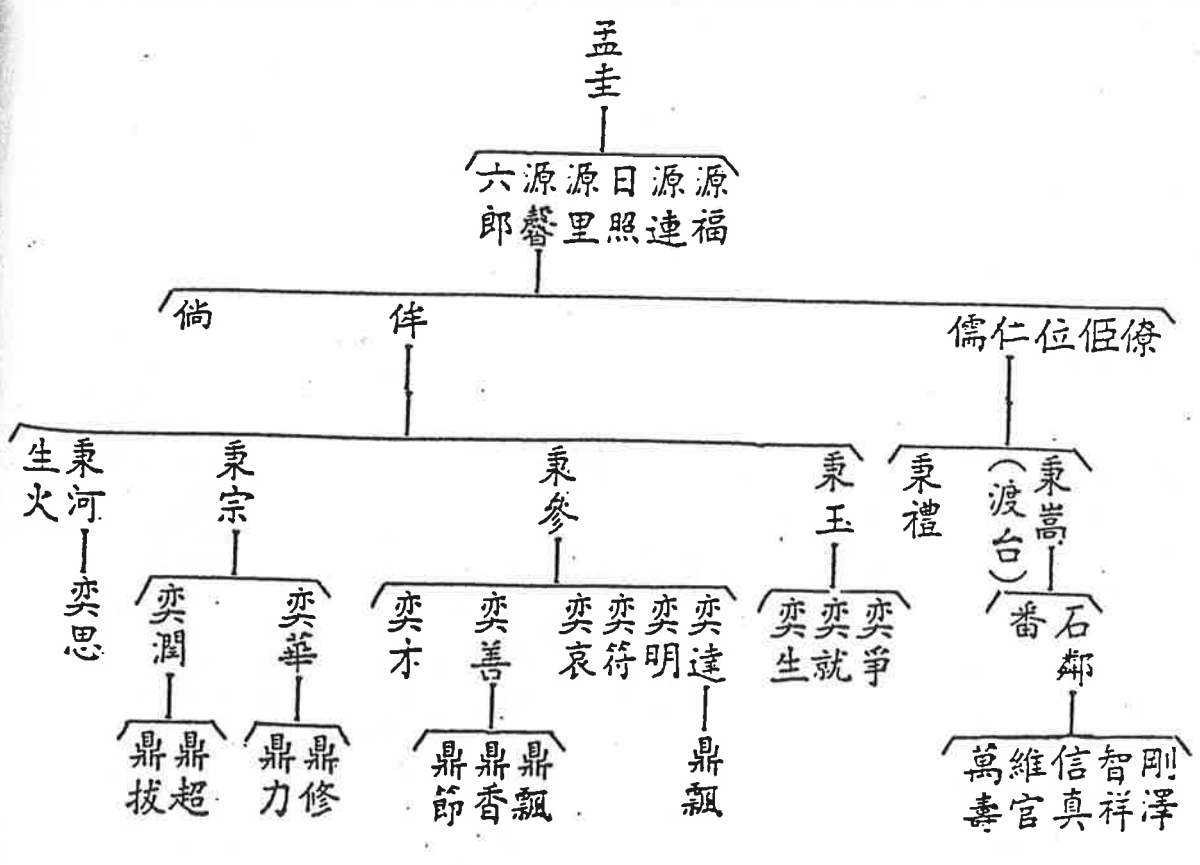 孟圭
源福
源連
日照
源里
源馨
六郎
僚
佢
位
仁
儒
侔
倘
秉嵩
(渡台)
秉禮
秉玉
秉參
秉宗
秉河
生火
石鄰
番
奕爭
奕就
奕生
奕達
奕明
奕符
奕哀
奕善
奕才
奕華
奕潤
奕思
剛澤
智祥
信真
維官
萬壽
鼎飄
鼎飄
鼎香
鼎節
鼎修
鼎力
鼎超
鼎拔